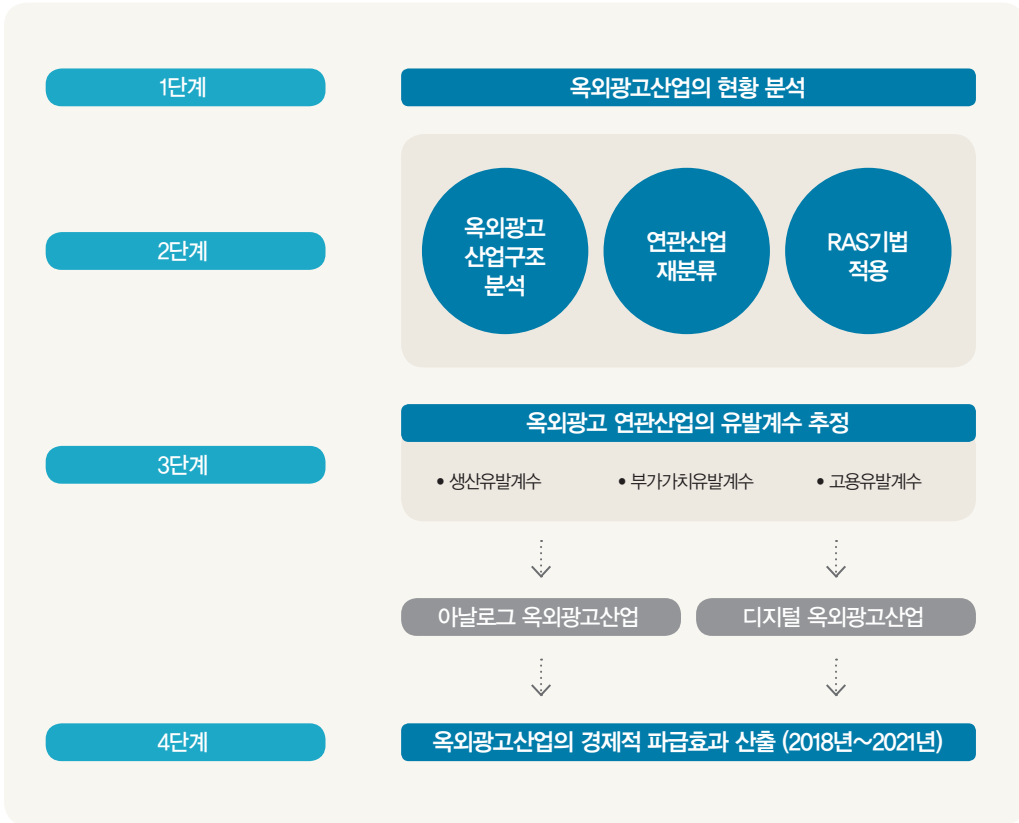 1단계
옥외광고산업의 현황 분석
2단계
옥외광고
산업구조
분석
연관산업
재분류
RAS기법
적용
3단계
옥외광고 연관산업의 유발계수 추정
• 생산유발계수
• 부가가치유발계수
• 고용유발계수
아날로그 옥외광고산업
디지털 옥외광고산업
4단계
옥외광고산업의 경제적 파급효과 산출 (2018년~2021년)